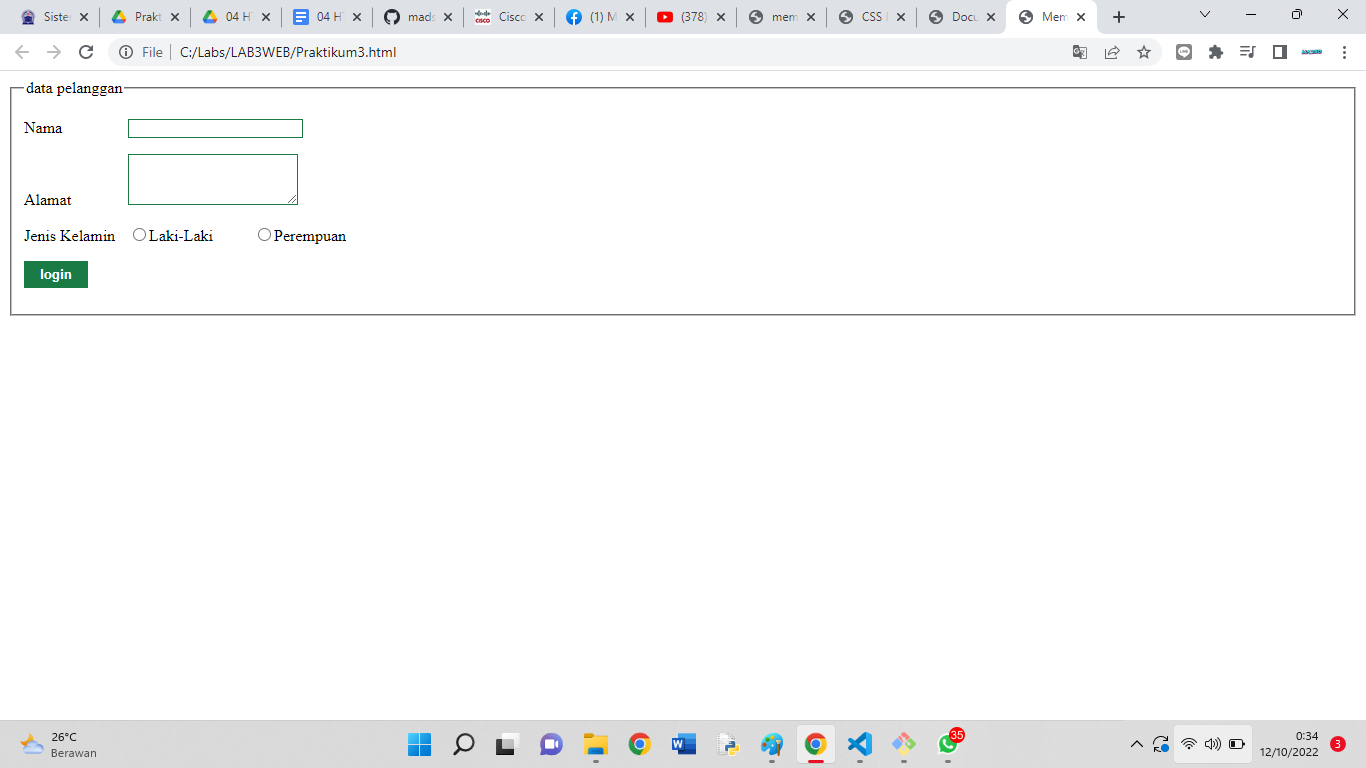 Siste
Prakt
04 H
04 H
mads
Cisco
(1) M
(378)
mem
CSS
Docu
Mem
File
C:/Labs/LAB3WEB/Praktikum3.html
data pelanggan
Nama
Alamat
Jenis Kelamin Laki-Laki Perempuan
login
26°C
Berawan
35
0:34
12/10/2022
3